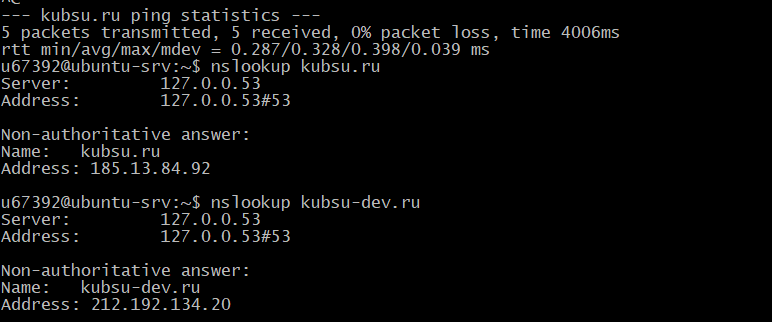 --- kubsu.ru ping statistics ---
5 packets transmitted, 5 received, 0% packet loss, time 4006ms
rtt min/avg/max/mdev = 0.287/0.328/0.398/0.039 ms
u67392@ubuntu-srv:~$ nslookup kubsu.ru
Server:         127.0.0.53
Address:        127.0.0.53#53

Non-authoritative answer:
Name:   kubsu.ru
Address: 185.13.84.92

u67392@ubuntu-srv:~$ nslookup kubsu-dev.ru
Server:         127.0.0.53
Address:        127.0.0.53#53

Non-authoritative answer:
Name:   kubsu-dev.ru
Address: 212.192.134.20